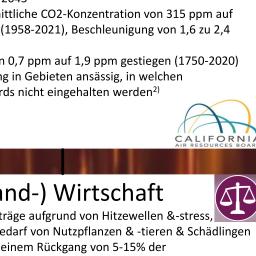 ittliche CO2-Konzentration von 315 ppm auf
(1958-2021), Beschleunigung von 1,6 zu 2,4
0,7 ppm auf 1,9 ppm gestiegen (1750-2020)
ng in Gebieten ansässig, in welchen
rds nicht eingehalten werden2)
CALIFORNIA
AIR RESOURCES BOARD
and-) Wirtschaft
träge aufgrund von Hitzewellen &-stress,
edarf von Nutzpflanzen & -tieren & Schädlingen
einem Rückgang von 5-15% der